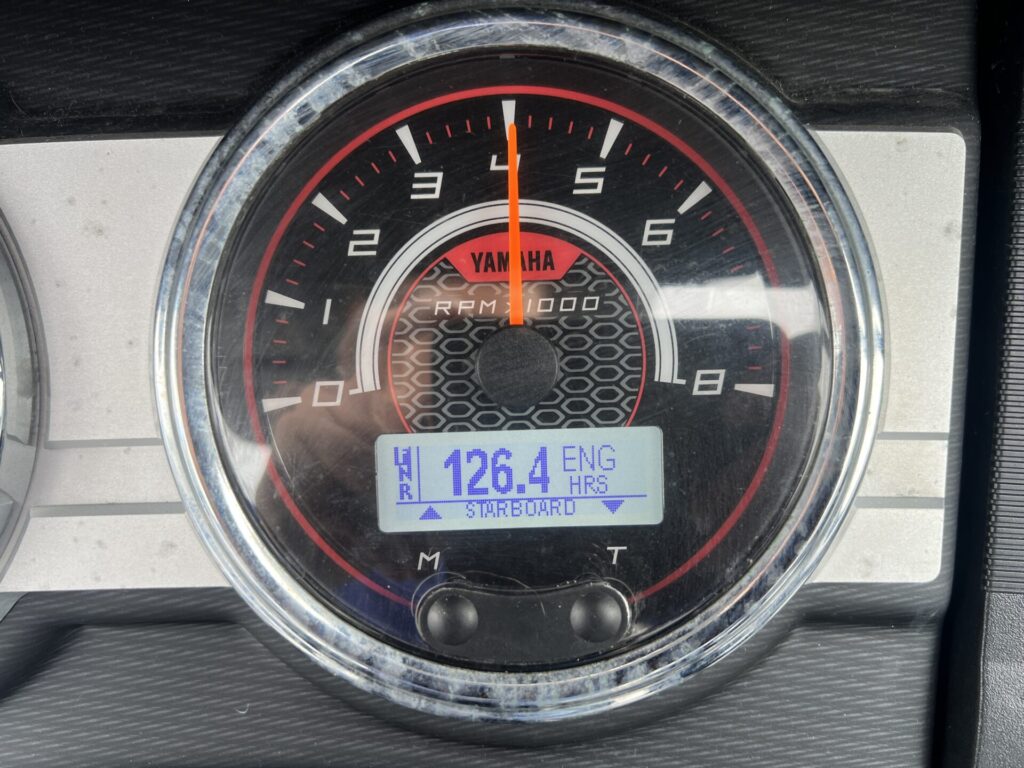 0
1
2
3
4
5
6
8
YAMAHA
RPM x1000
F
N
R
126.4 ENG
HRS
STARBOARD
M T